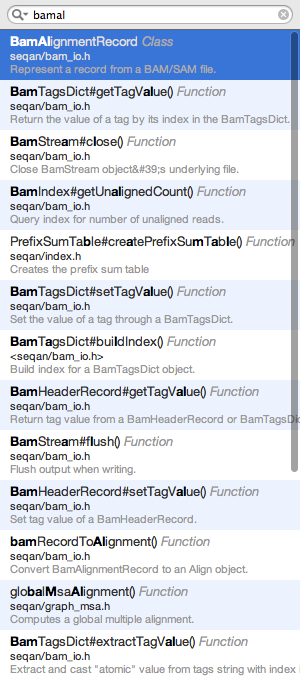 bamal
BamAlignmentRecord Class
seqan/bam_io.h
Represent a record from a BAM/SAM file.
BamTagsDict#getTagValue() Function
seqan/bam_io.h
Return the value of a tag by its index in the BamTagsDict.
BamStream#close() Function
seqan/bam_io.h
Close BamStream object&#39;s underlying file.
BamIndex#getUnalignedCount() Function
seqan/bam_io.h
Query index for number of unaligned reads.
PrefixSumTable#createPrefixSumTable() Function
seqan/index.h
Creates the prefix sum table
BamTagsDict#setTagValue() Function
seqan/bam_io.h
Set the value of a tag through a BamTagsDict.
BamTagsDict#buildIndex() Function
<seqan/bam_io.h>
Build index for a BamTagsDict object.
BamHeaderRecord#getTagValue() Function
seqan/bam_io.h
Return tag value from a BamHeaderRecord or BamTagsDic
BamStream#flush() Function
seqan/bam_io.h
Flush output when writing.
BamHeaderRecord#setTagValue() Function
seqan/bam_io.h
Set tag value of a BamHeaderRecord.
bamRecordToAlignment() Function
seqan/bam_io.h
Convert BamAlignmentRecord to an Align object.
globalMsaAlignment() Function
seqan/graph_msa.h
Computes a global multiple alignment.
BamTagsDict#extractTagValue() Function
seqan/bam_io.h
Extract and cast "atomic" value from tags string with index i